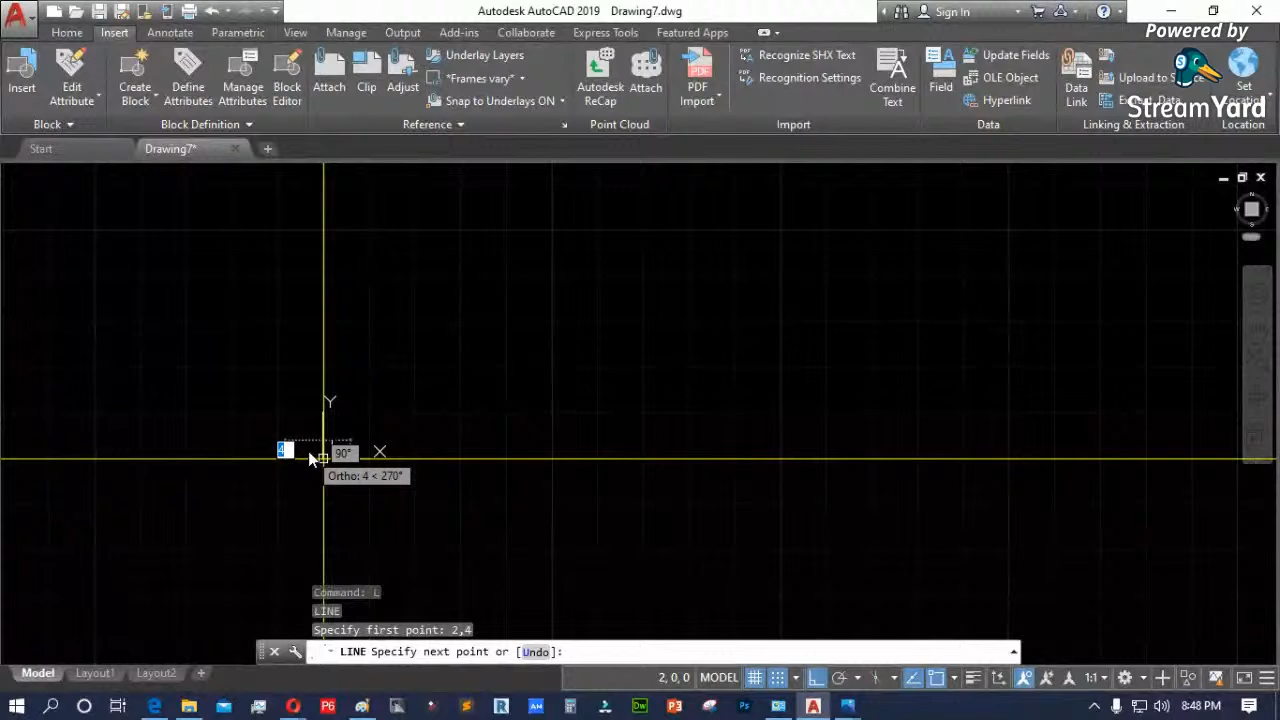 Autodesk AutoCAD 2019 Drawing7.dwg
Sign In
Powered by
StreamYard
Home Insert Annotate Parametric View Manage Output Add-ins Collaborate Express Tools Featured Apps
Insert
Edit Attribute
Create Block
Define Attributes
Manage Attributes
Block Editor
Attach
Clip
Adjust
Underlay Layers
*Frames vary*
Snap to Underlays ON
Autodesk ReCap
Attach
PDF Import
Recognize SHX Text
Recognition Settings
Combine Text
Field
Update Fields
OLE Object
Hyperlink
Data Link
Upload to
Extract Data
Set Location
Block Block Definition Reference Point Cloud Import Data Linking & Extraction Location
Start Drawing7*
N
W E
S
Y
X
4
90°
Ortho: 4 < 270°
Command: L
LINE
Specify first point: 2,4
LINE Specify next point or [Undo]:
Model Layout1 Layout2 +
2, 0, 0 MODEL
1:1
8:48 PM